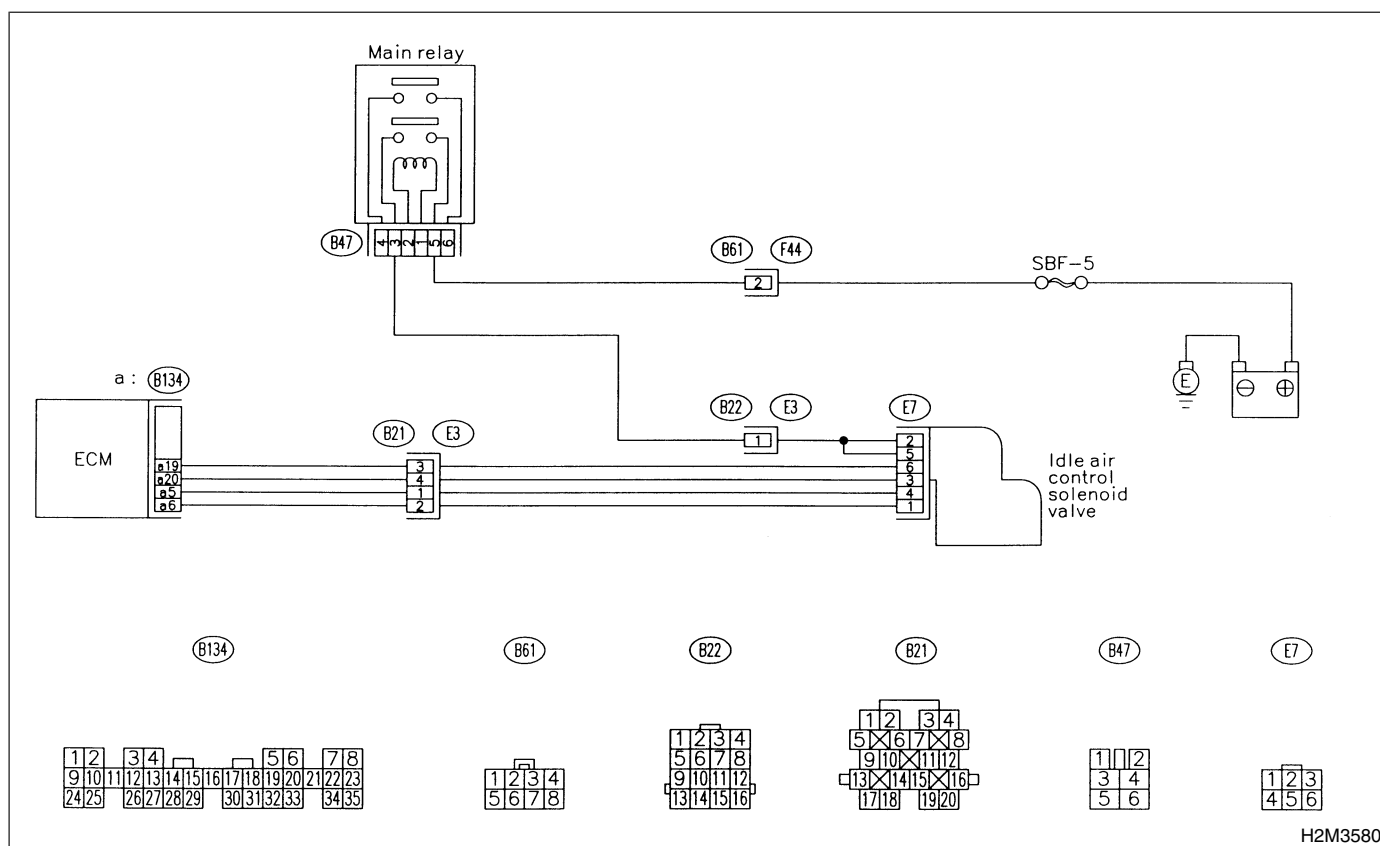 Main relay
B47
4 3 2 1 5 6
B61 F44
2
SBF-5
E
⊖ ⊕
a : B134
ECM
a19
a20
a5
a6
B21 E3
3
4
1
2
B22 E3
1
E7
2
5
6
3
4
1
Idle air
control
solenoid
valve
B134
1 2 3 4 5 6 7 8
9 10 11 12 13 14 15 16 17 18 19 20 21 22 23
24 25 26 27 28 29 30 31 32 33 34 35
B61
1 2 3 4
5 6 7 8
B22
1 2 3 4
5 6 7 8
9 10 11 12
13 14 15 16
B21
1 2 3 4
5 6 7 8
9 10 11 12
13 14 15 16
17 18 19 20
B47
1 2
3 4
5 6
E7
1 2 3
4 5 6
H2M3580